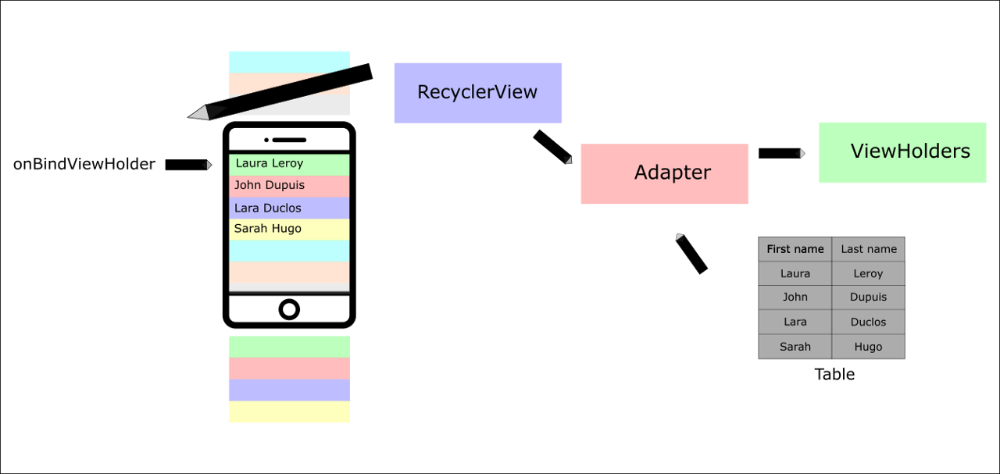 RecyclerView
ViewHolders
Adapter
onBindViewHolder
Laura Leroy
John Dupuis
Lara Duclos
Sarah Hugo
First name Last name
Laura Leroy
John Dupuis
Lara Duclos
Sarah Hugo
Table